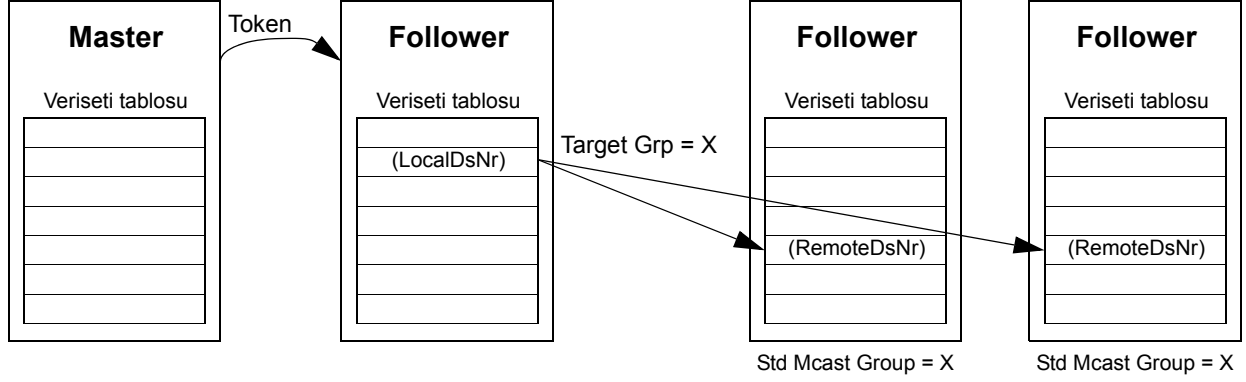 Master
Token
Follower
Follower
Follower
Veriseti tablosu
Veriseti tablosu
Veriseti tablosu
Veriseti tablosu
(LocalDsNr)
Target Grp = X
(RemoteDsNr)
(RemoteDsNr)
Std Mcast Group = X
Std Mcast Group = X